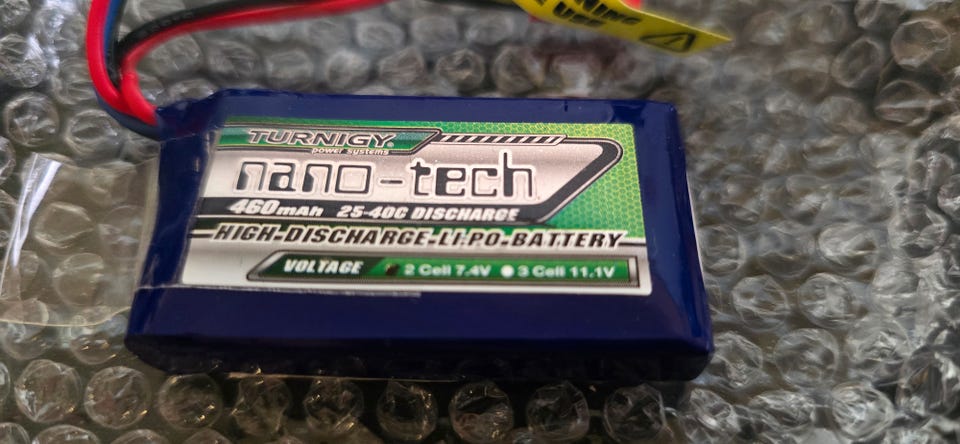 USE
TURNIGY®
power systems
nano-tech
460mAh 25-40C DISCHARGE
HIGH-DISCHARGE-LI-PO-BATTERY
VOLTAGE 2 Cell 7.4V 3 Cell 11.1V